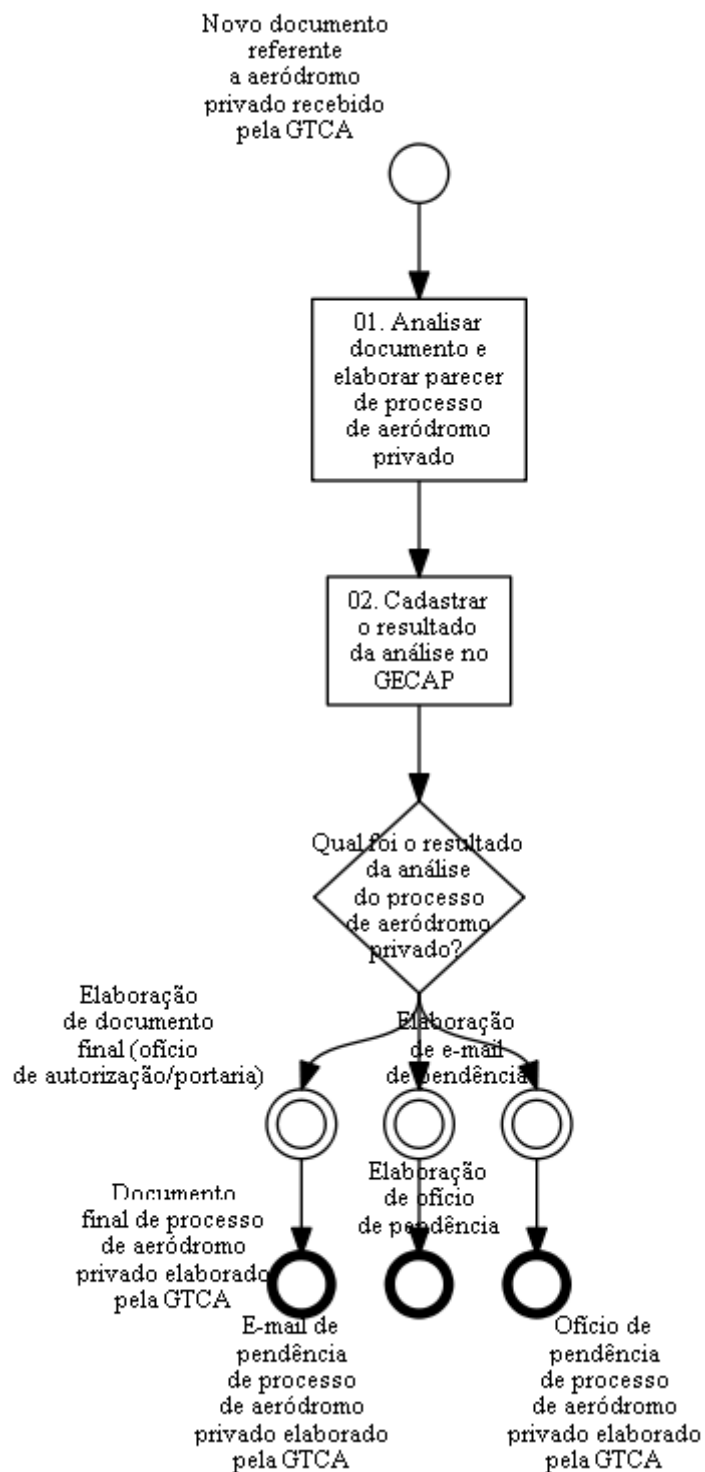 Novo documento
referente
a aeródromo
privado recebido
pela GTCA
01. Analisar
documento e
elaborar parecer
de processo
de aeródromo
privado
02. Cadastrar
o resultado
da análise no
GECAP
Qual foi o resultado
da análise
do processo
de aeródromo
privado?
Elaboração
de documento
final (ofício
de autorização/portaria)
Elaboração
de e-mail
de pendência
Elaboração
de ofício
de pendência
Documento
final de processo
de aeródromo
privado elaborado
pela GTCA
E-mail de
pendência
de processo
de aeródromo
privado elaborado
pela GTCA
Ofício de
pendência
de processo
de aeródromo
privado elaborado
pela GTCA